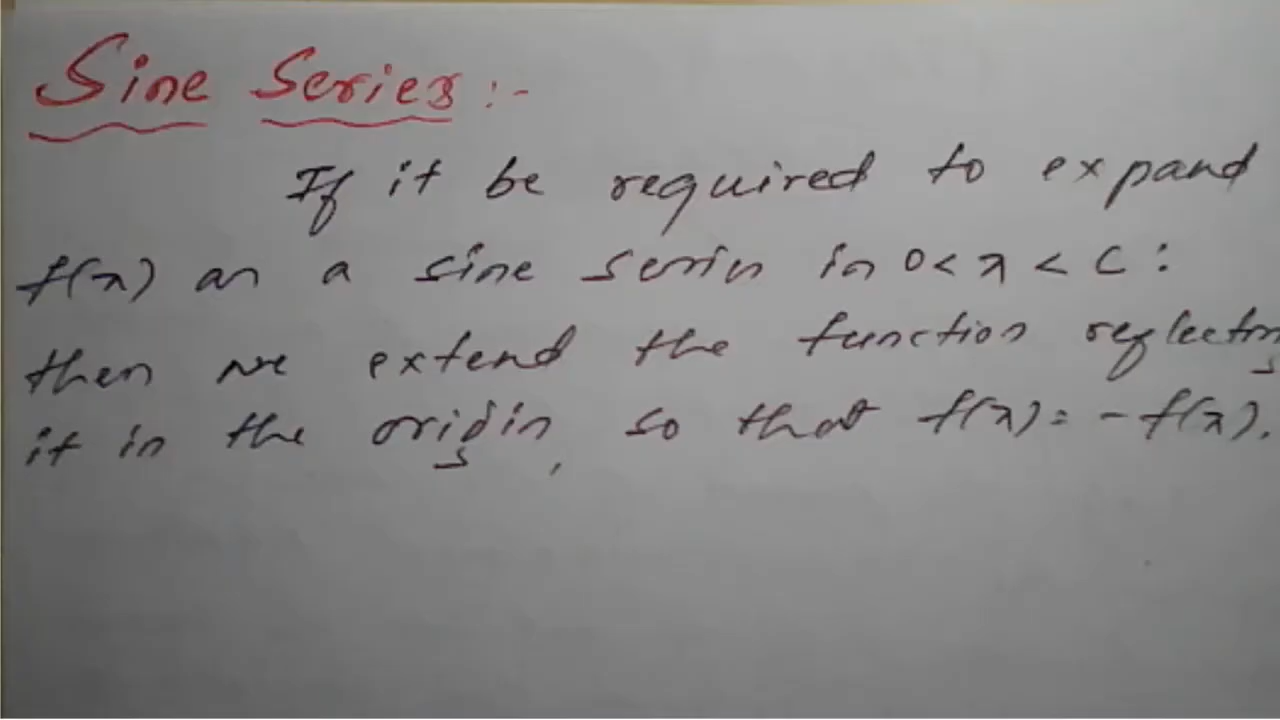 Sine Series :-
If it be required to expand
f(x) as a sine series in 0 < x < c :
then we extend the function reflecting
it in the origin, so that f(x) = - f(x).